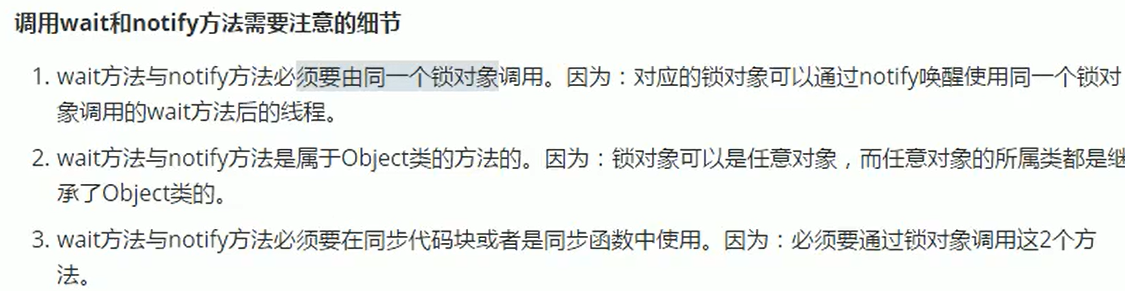 调用wait和notify方法需要注意的细节
1. wait方法与notify方法必须要由同一个锁对象调用。因为：对应的锁对象可以通过notify唤醒使用同一个锁对
象调用的wait方法后的线程。
2. wait方法与notify方法是属于Object类的方法的。因为：锁对象可以是任意对象，而任意对象的所属类都是继
承了Object类的。
3. wait方法与notify方法必须要在同步代码块或者是同步函数中使用。因为：必须要通过锁对象调用这2个方
法。